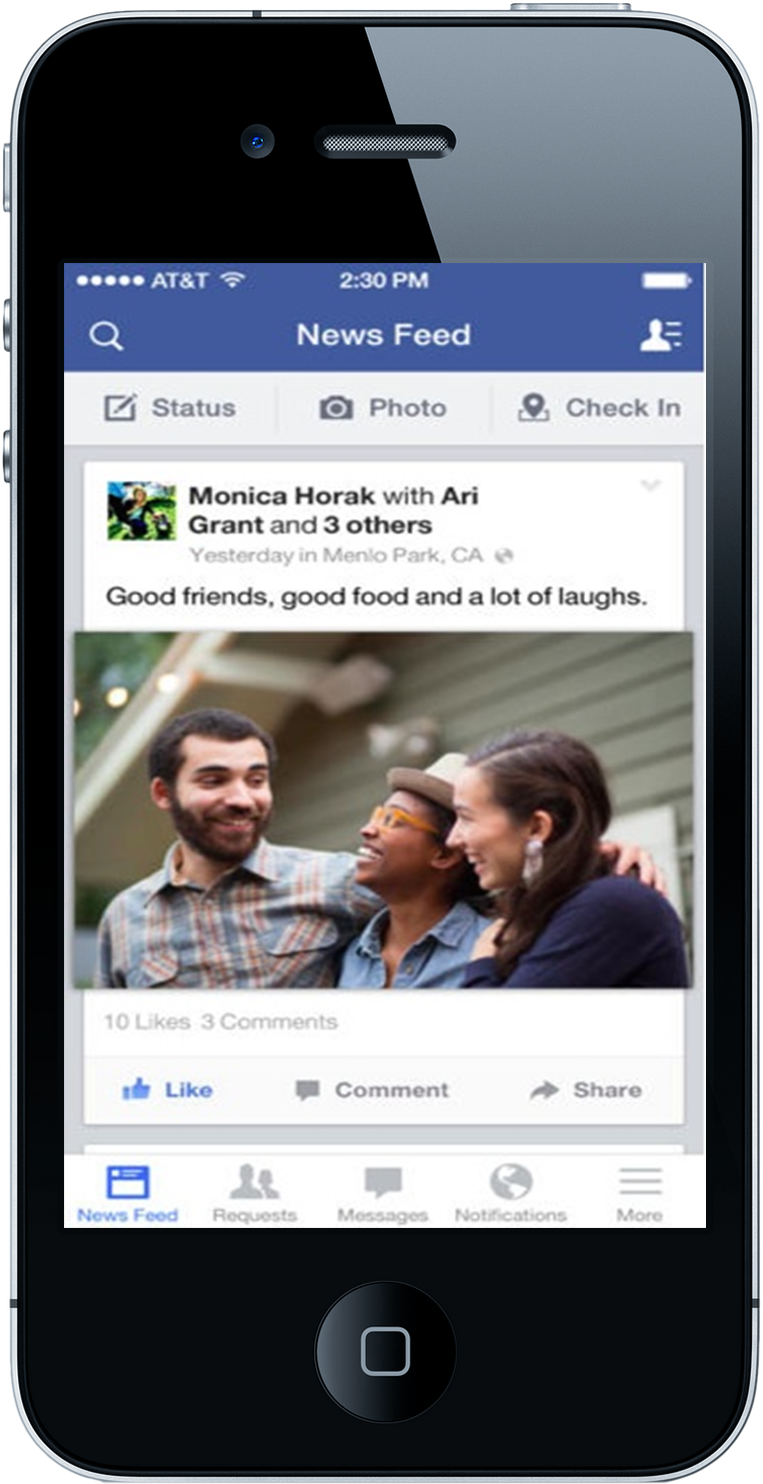 AT&T 2:30 PM
News Feed
Status Photo Check In
Monica Horak with Ari
Grant and 3 others
Yesterday in Menlo Park, CA
Good friends, good food and a lot of laughs.
10 Likes 3 Comments
Like Comment Share
News Feed Requests Messages Notifications More